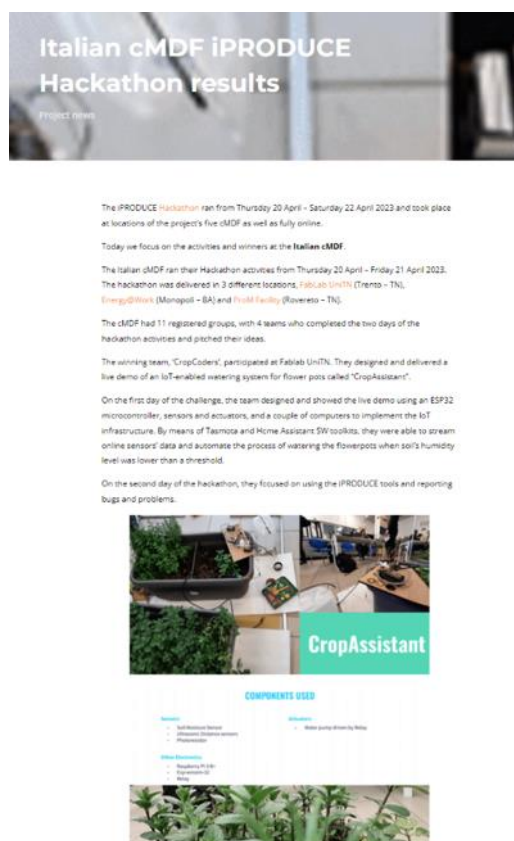 Italian cMDF iPRODUCE
Hackathon results
Project news
The iPRODUCE Hackathon ran from Thursday 20 April – Saturday 22 April 2023 and took place
at locations of the project's five cMDF as well as fully online.
Today we focus on the activities and winners at the Italian cMDF.
The Italian cMDF ran their Hackathon activities from Thursday 20 April – Friday 21 April 2023.
The hackathon was delivered in 3 different locations, FabLab UniTN (Trento – TN),
Energy@Work (Monopoli – BA) and ProM Facility (Rovereto – TN).
The cMDF had 11 registered groups, with 4 teams who completed the two days of the
hackathon activities and pitched their ideas.
The winning team, 'CropCoders', participated at Fablab UniTN. They designed and delivered a
live demo of an IoT-enabled watering system for flower pots called "CropAssistant".
On the first day of the challenge, the team designed and showed the live demo using an ESP32
microcontroller, sensors and actuators, and a couple of computers to implement the IoT
infrastructure. By means of Tasmota and Home Assistant SW toolkits, they were able to stream
online sensors' data and automate the process of watering the flowerpots when soil's humidity
level was lower than a threshold.
On the second day of the hackathon, they focused on using the iPRODUCE tools and reporting
bugs and problems.
CropAssistant
COMPONENTS USED
Sensors
Soil Moisture Sensor
Ultrasonic Distance sensors
Photoresistor
Actuators
Water pump driven by Relay
Other Electronics
Raspberry Pi 3 B+
Relay